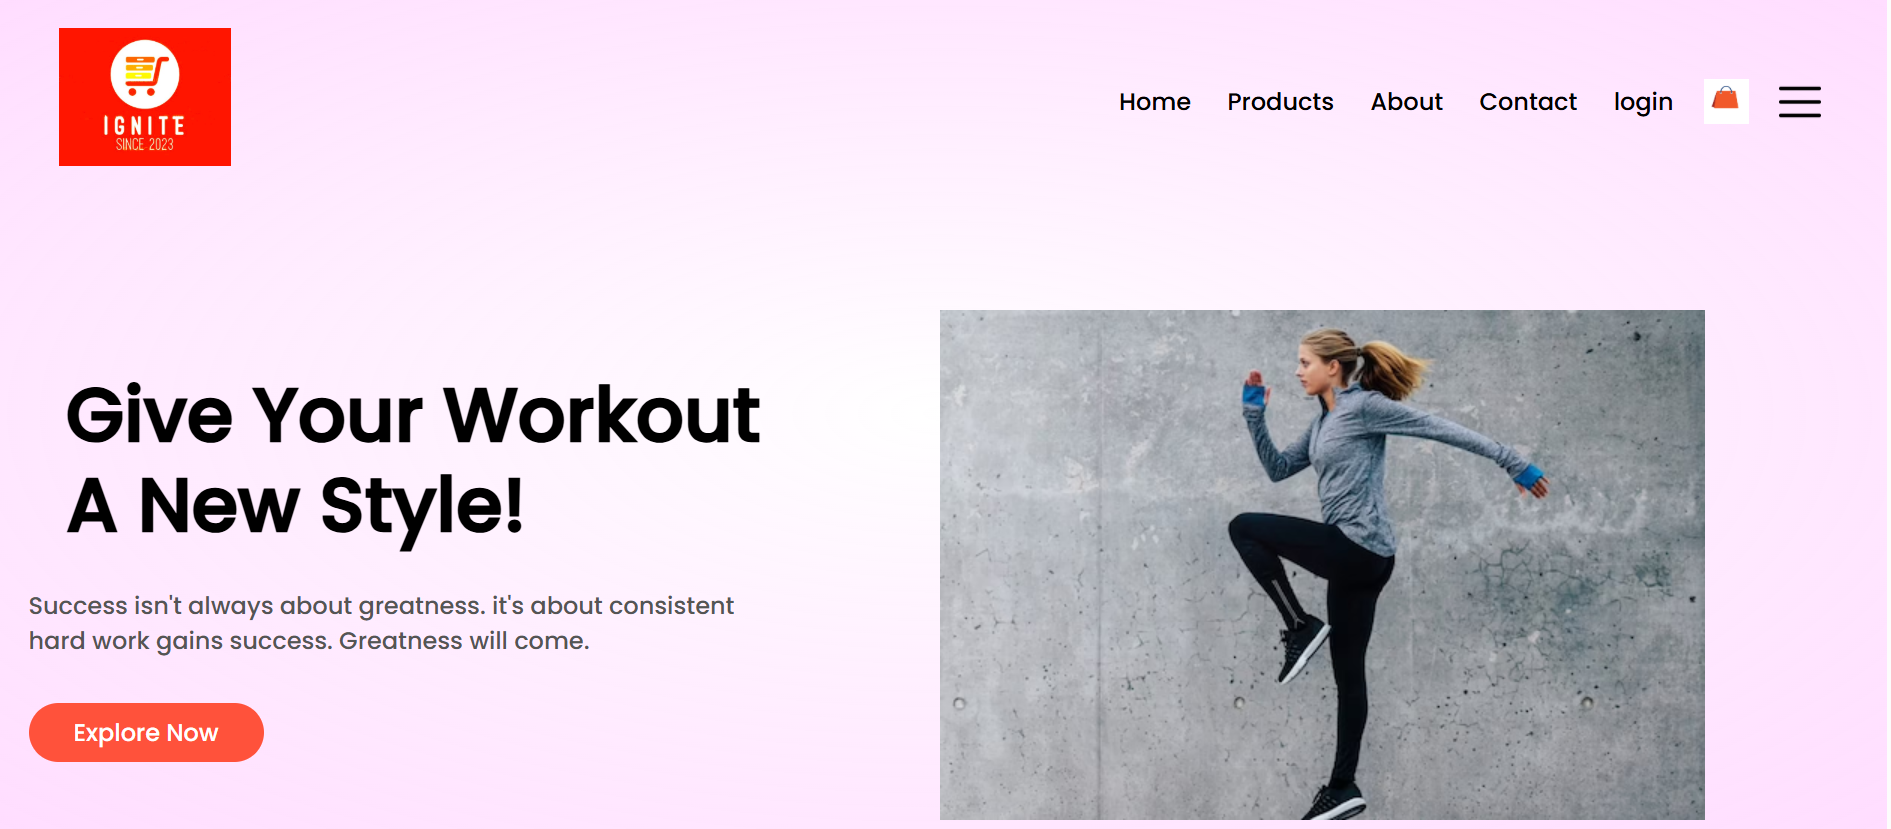 IGNITE
SINCE 2023
Home Products About Contact login
Give Your Workout
A New Style!
Success isn't always about greatness. it's about consistent
hard work gains success. Greatness will come.
Explore Now